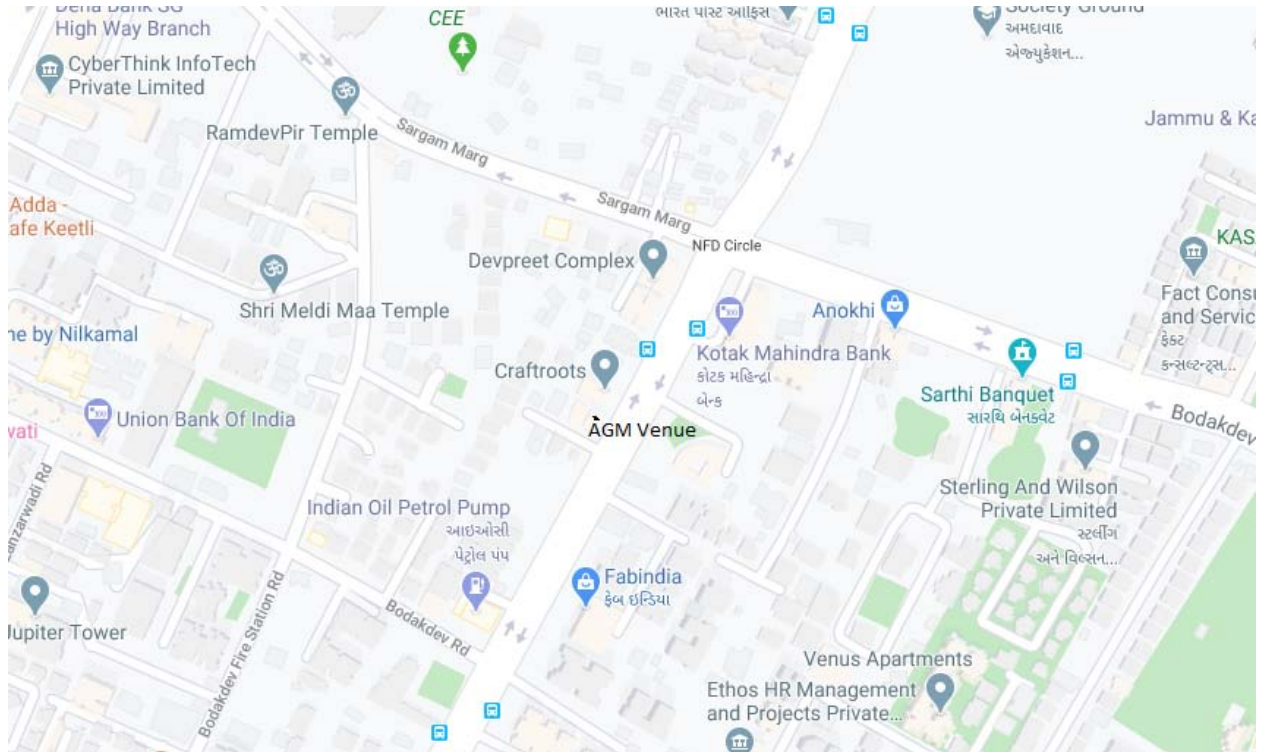 CEE
ભારત પોસ્ટ ઓફિસ
Society Ground
અમદાવાદ
એજ્યુકેશન...
Dena Bank SG
High Way Branch
CyberThink InfoTech
Private Limited
RamdevPir Temple
Sargam Marg
Jammu & Ka
Adda -
afe Keetli
Sargam Marg
NFD Circle
KAS
Devpreet Complex
Shri Meldi Maa Temple
Anokhi
Fact Consu
and Servic
ફેક્ટ
કન્સલ્ટન્ટ્સ...
ne by Nilkamal
Kotak Mahindra Bank
કોટક મહિન્દ્રા
બેન્ક
Craftroots
Sarthi Banquet
સારથિ બેનક્વેટ
Union Bank Of India
vati
AGM Venue
Bodakdev
Sterling And Wilson
Private Limited
સ્ટર્લીંગ
અને વિલ્સન...
anzarwadi Rd
Indian Oil Petrol Pump
આઇઓસી
પેટ્રોલ પંપ
Fabindia
ફેબ ઇન્ડિયા
Jupiter Tower
Bodakdev Fire Station Rd
Bodakdev Rd
Venus Apartments
Ethos HR Management
and Projects Private...